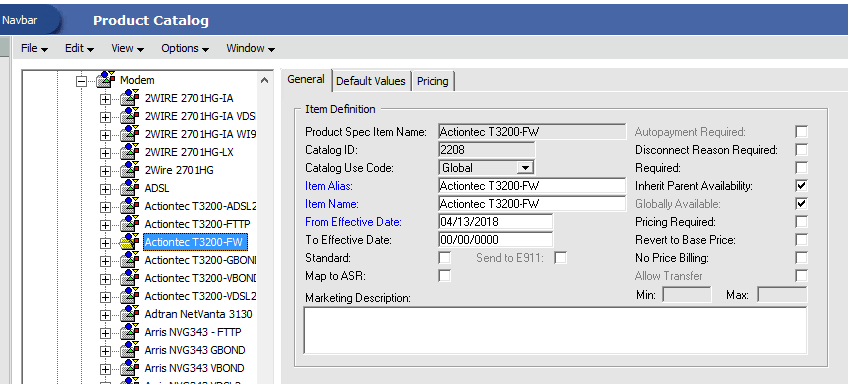 Navbar
Product Catalog
File Edit View Options Window
Modem
2WIRE 2701HG-IA
2WIRE 2701HG-IA VDS
2WIRE 2701HG-IA WI9
2WIRE 2701HG-LX
2Wire 2701HG
ADSL
Actiontec T3200-ADSL2
Actiontec T3200-FTTP
Actiontec T3200-FW
Actiontec T3200-GBON
Actiontec T3200-VBONI
Actiontec T3200-VDSL2
Adtran NetVanta 3130
Arris NVG343 - FTTP
Arris NVG343 GBOND
Arris NVG343 VBOND
General Default Values Pricing
Item Definition
Product Spec Item Name: Actiontec T3200-FW
Catalog ID: 2208
Catalog Use Code: Global
Item Alias: Actiontec T3200-FW
Item Name: Actiontec T3200-FW
From Effective Date: 04/13/2018
To Effective Date: 00/00/0000
Standard: Send to E911:
Map to ASR:
Marketing Description:
Autopayment Required:
Disconnect Reason Required:
Required:
Inherit Parent Availability:
Globally Available:
Pricing Required:
Revert to Base Price:
No Price Billing:
Allow Transfer
Min: Max: